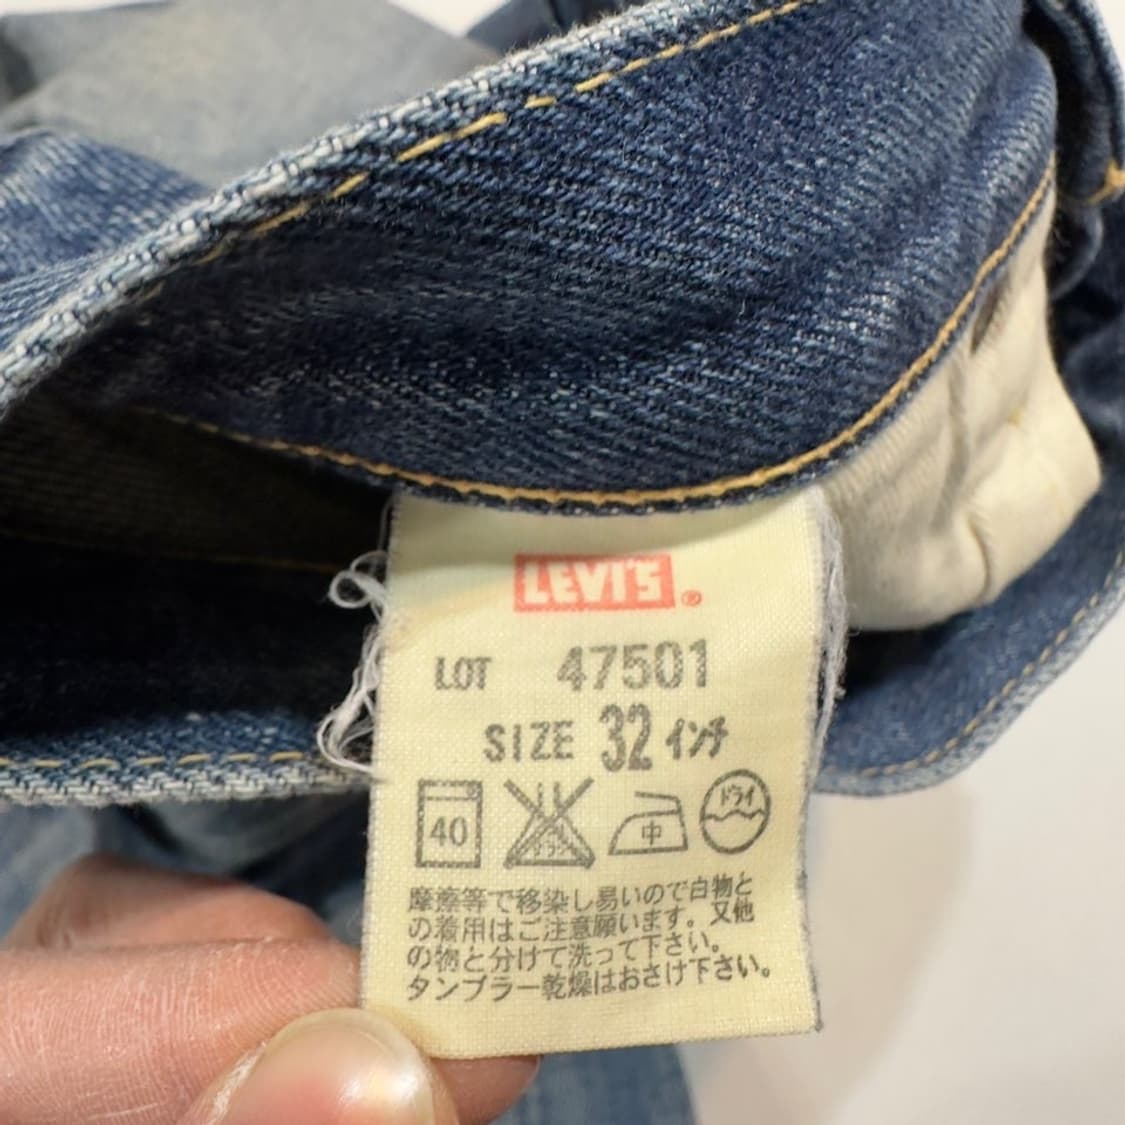 LEVI'S®
LOT 47501
SIZE 32 インチ
40 中 ドライ
摩擦等で移染し易いので白物と
の着用はご注意願います。又他
の物と分けて洗って下さい。
タンブラー乾燥はおさけ下さい。